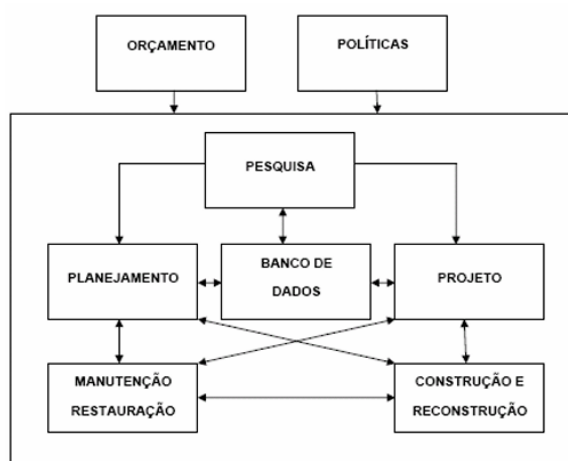 ORÇAMENTO
POLÍTICAS
PESQUISA
PLANEJAMENTO
BANCO DE
DADOS
PROJETO
MANUTENÇÃO
RESTAURAÇÃO
CONSTRUÇÃO E
RECONSTRUÇÃO